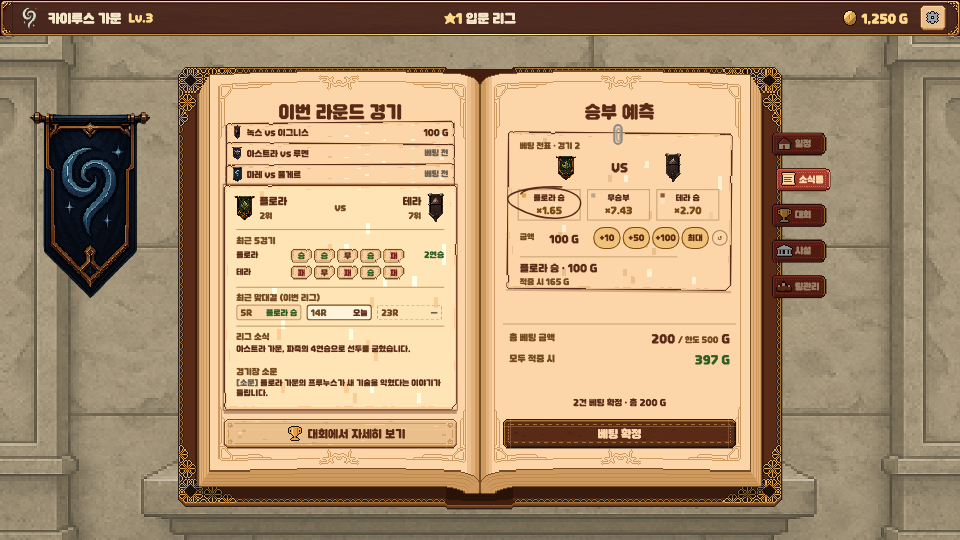 카이루스 가문 Lv.3
★1 입문 리그
1,250 G
이번 라운드 경기
녹스 vs 이그니스 100 G
아스트라 vs 루멘 베팅 전
마레 vs 폴게르 베팅 전
플로라 vs 테라
2위 7위
최근 5경기
플로라 승 승 무 승 패 2연승
테라 패 무 패 승 패
최근 맞대결 (이번 리그)
5R 플로라 승 14R 오늘 23R –
리그 소식
아스트라 가문, 파죽의 4연승으로 선두를 굳혔습니다.
경기장 소문
[소문] 플로라 가문의 프루누스가 새 기술을 익혔다는 이야기가
들립니다.
대회에서 자세히 보기
승부 예측
베팅 전표 · 경기 2
VS
플로라 승 무승부 테라 승
×1.65 ×7.43 ×2.70
금액 100 G +10 +50 +100 최대
플로라 승 · 100 G
적중 시 165 G
총 베팅 금액 200 / 한도 500 G
모두 적중 시 397 G
2건 베팅 확정 · 총 200 G
베팅 확정
일정
소식통
대회
시설
팀관리